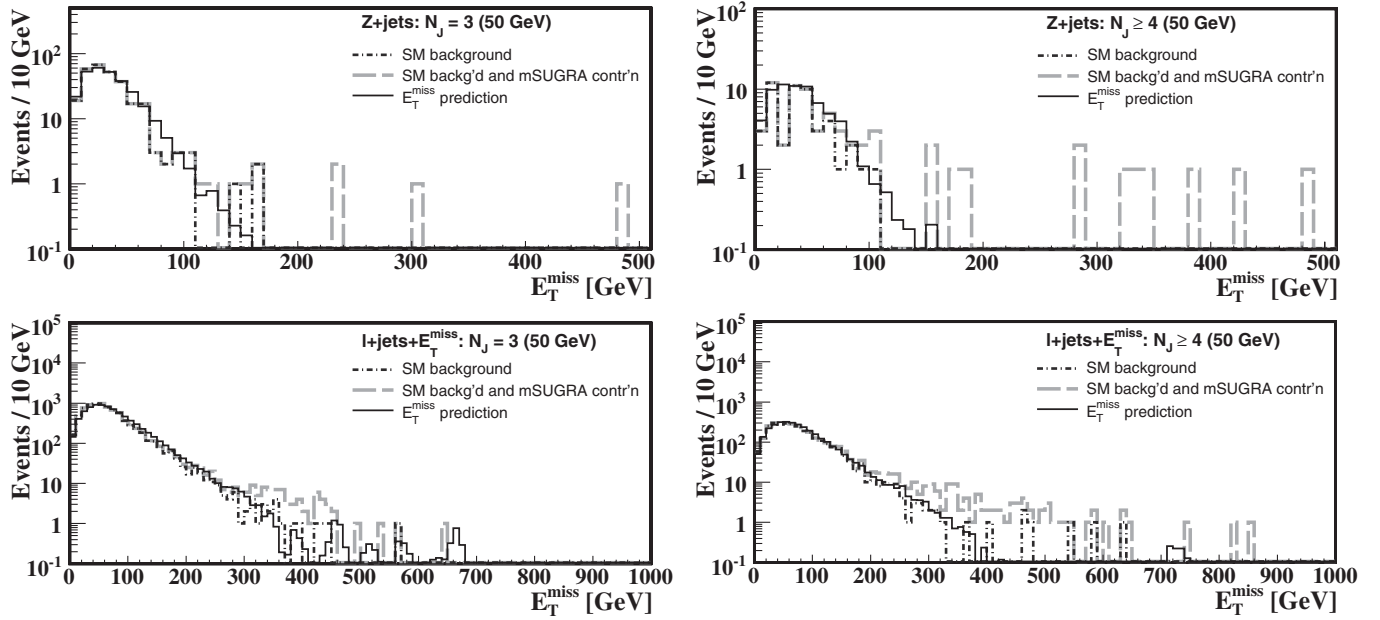 Z+jets: N_J = 3 (50 GeV)
SM background
SM backg'd and mSUGRA contr'n
E_T^miss prediction
Events / 10 GeV
10^2
10
1
10^-1
0 100 200 300 400 500
E_T^miss [GeV]
Z+jets: N_J ≥ 4 (50 GeV)
SM background
SM backg'd and mSUGRA contr'n
E_T^miss prediction
Events / 10 GeV
10^2
10
1
10^-1
0 100 200 300 400 500
E_T^miss [GeV]
l+jets+E_T^miss: N_J = 3 (50 GeV)
SM background
SM backg'd and mSUGRA contr'n
E_T^miss prediction
Events / 10 GeV
10^5
10^4
10^3
10^2
10
1
10^-1
0 100 200 300 400 500 600 700 800 900 1000
E_T^miss [GeV]
l+jets+E_T^miss: N_J ≥ 4 (50 GeV)
SM background
SM backg'd and mSUGRA contr'n
E_T^miss prediction
Events / 10 GeV
10^5
10^4
10^3
10^2
10
1
10^-1
0 100 200 300 400 500 600 700 800 900 1000
E_T^miss [GeV]